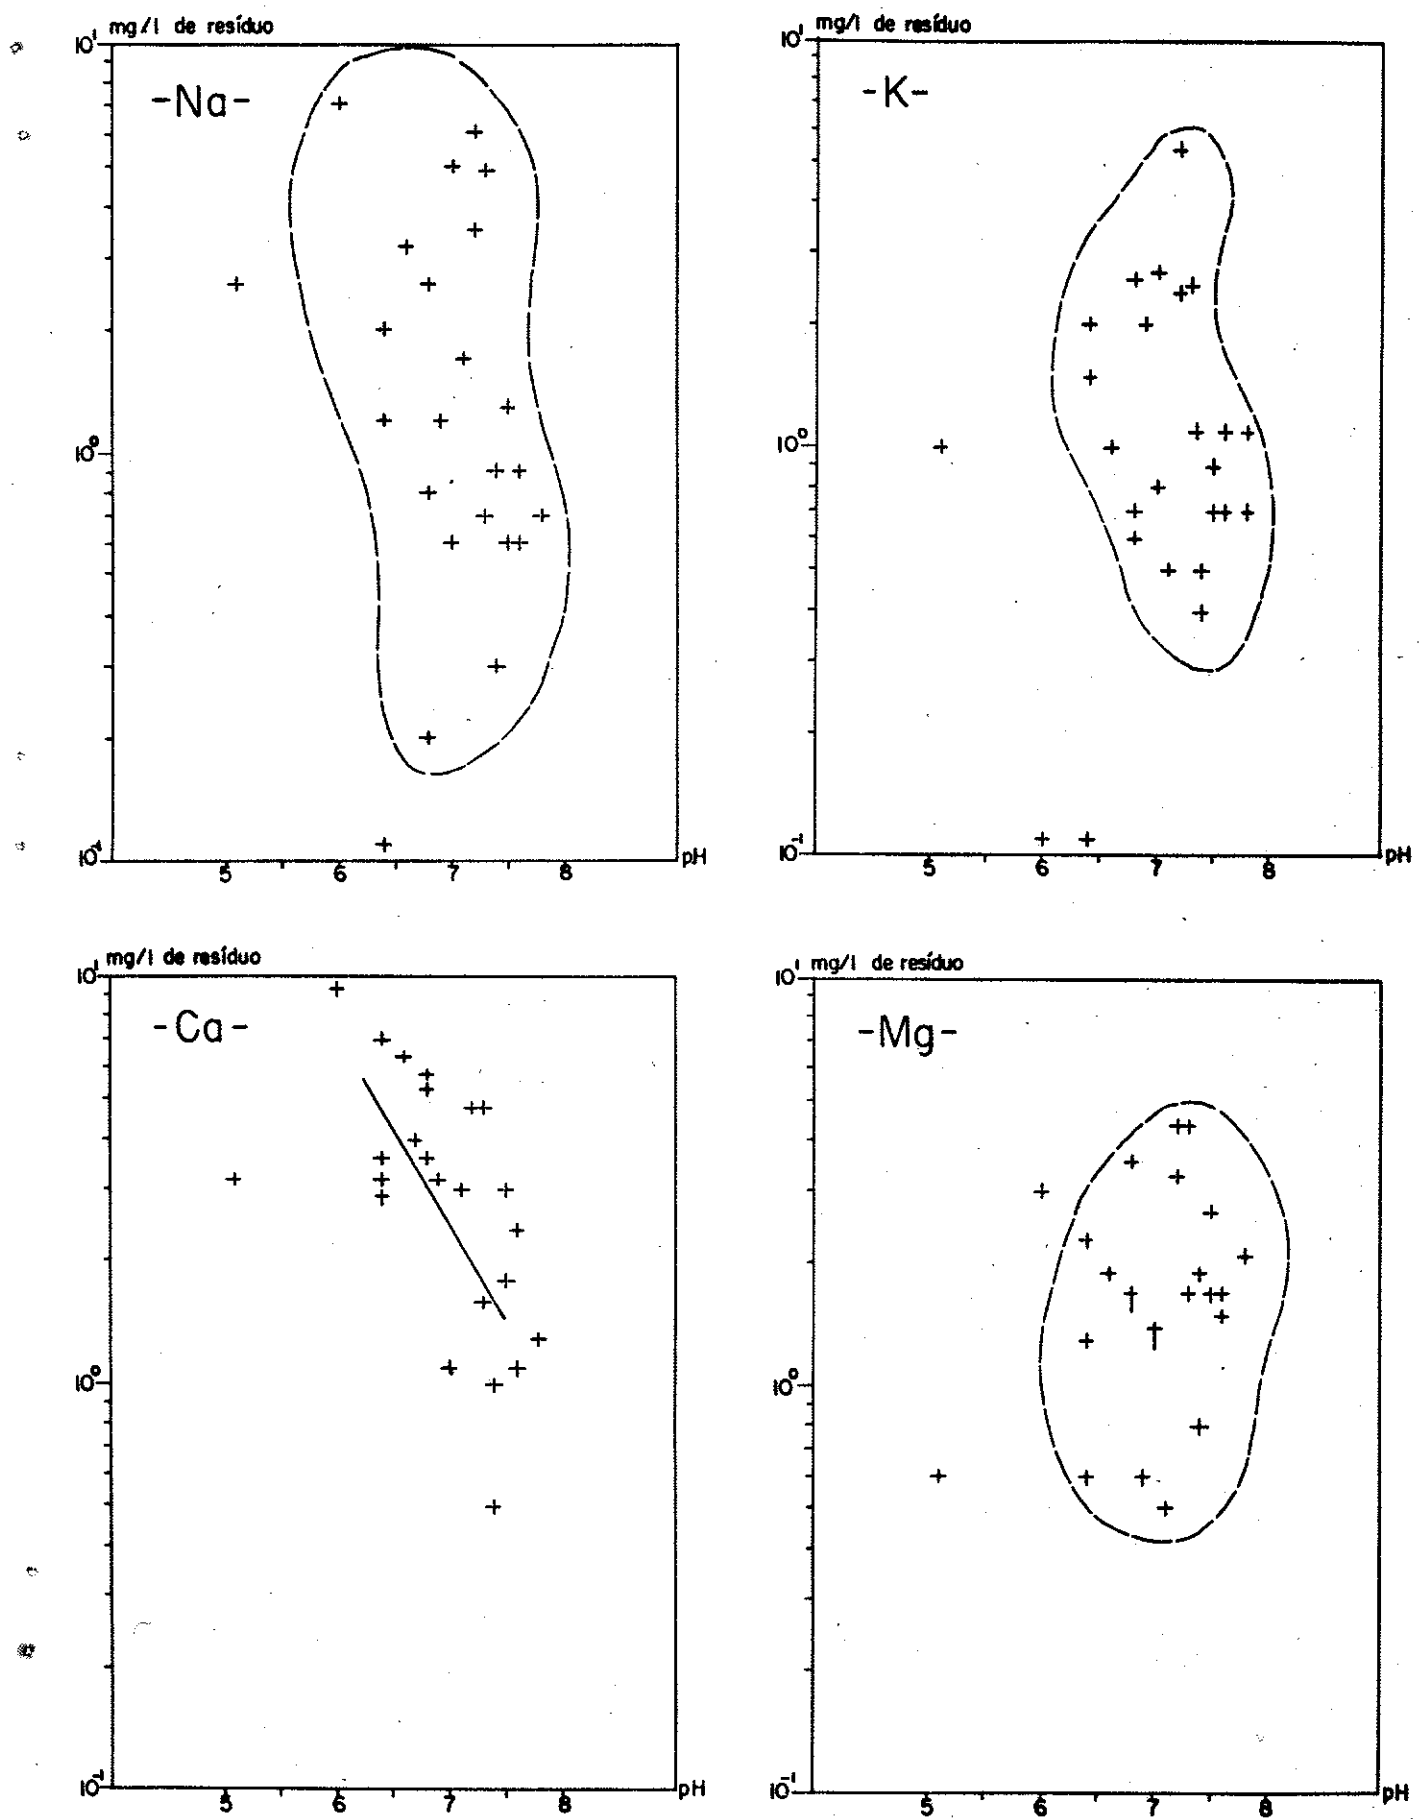 mg/l de resíduo
10¹
-Na-
10⁰
5 6 7 8 pH
mg/l de resíduo
10¹
-K-
10⁰
10⁻¹
5 6 7 8 pH
mg/l de resíduo
10¹
-Ca-
10⁰
10⁻¹
5 6 7 8 pH
mg/l de resíduo
10¹
-Mg-
10⁰
10⁻¹
5 6 7 8 pH